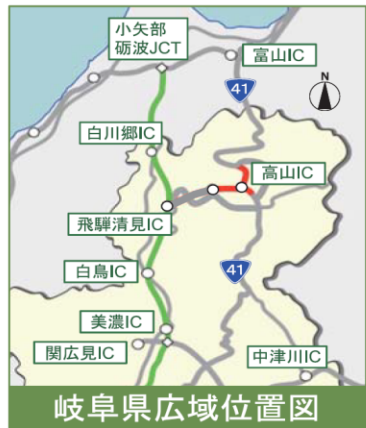 小矢部
砺波JCT
富山IC
41
N
白川郷IC
高山IC
飛騨清見IC
白鳥IC
41
美濃IC
関広見IC
中津川IC
岐阜県広域位置図